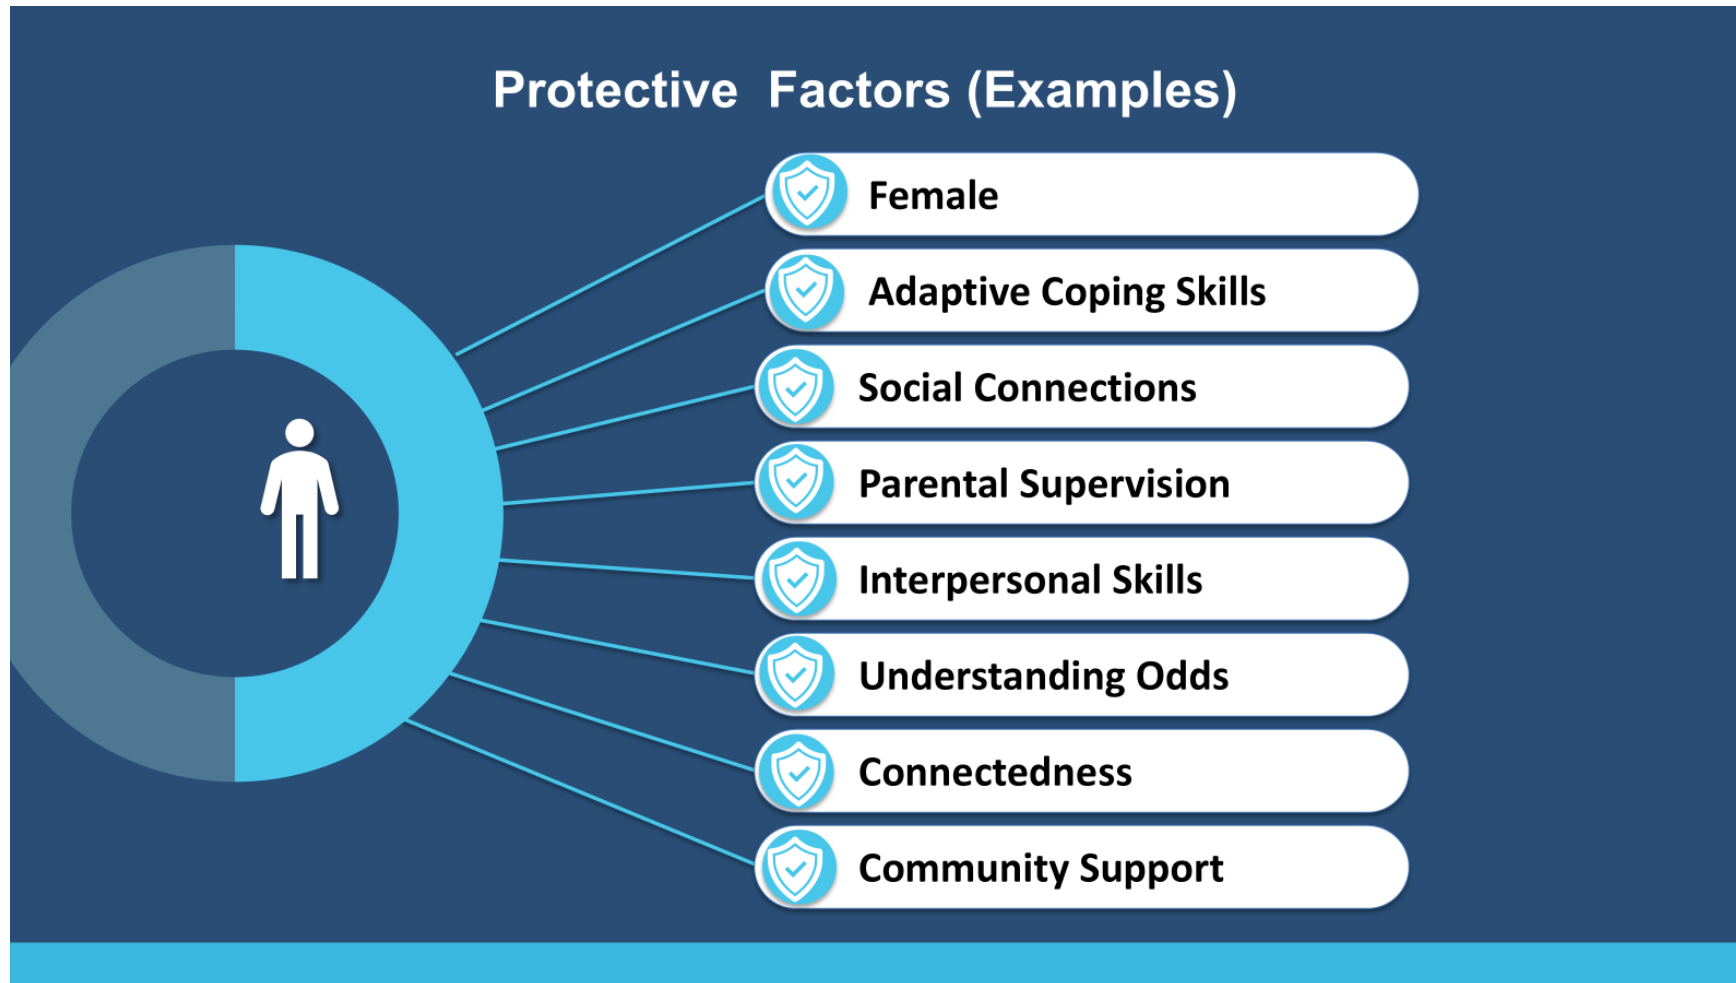 Protective Factors (Examples)
Female
Adaptive Coping Skills
Social Connections
Parental Supervision
Interpersonal Skills
Understanding Odds
Connectedness
Community Support